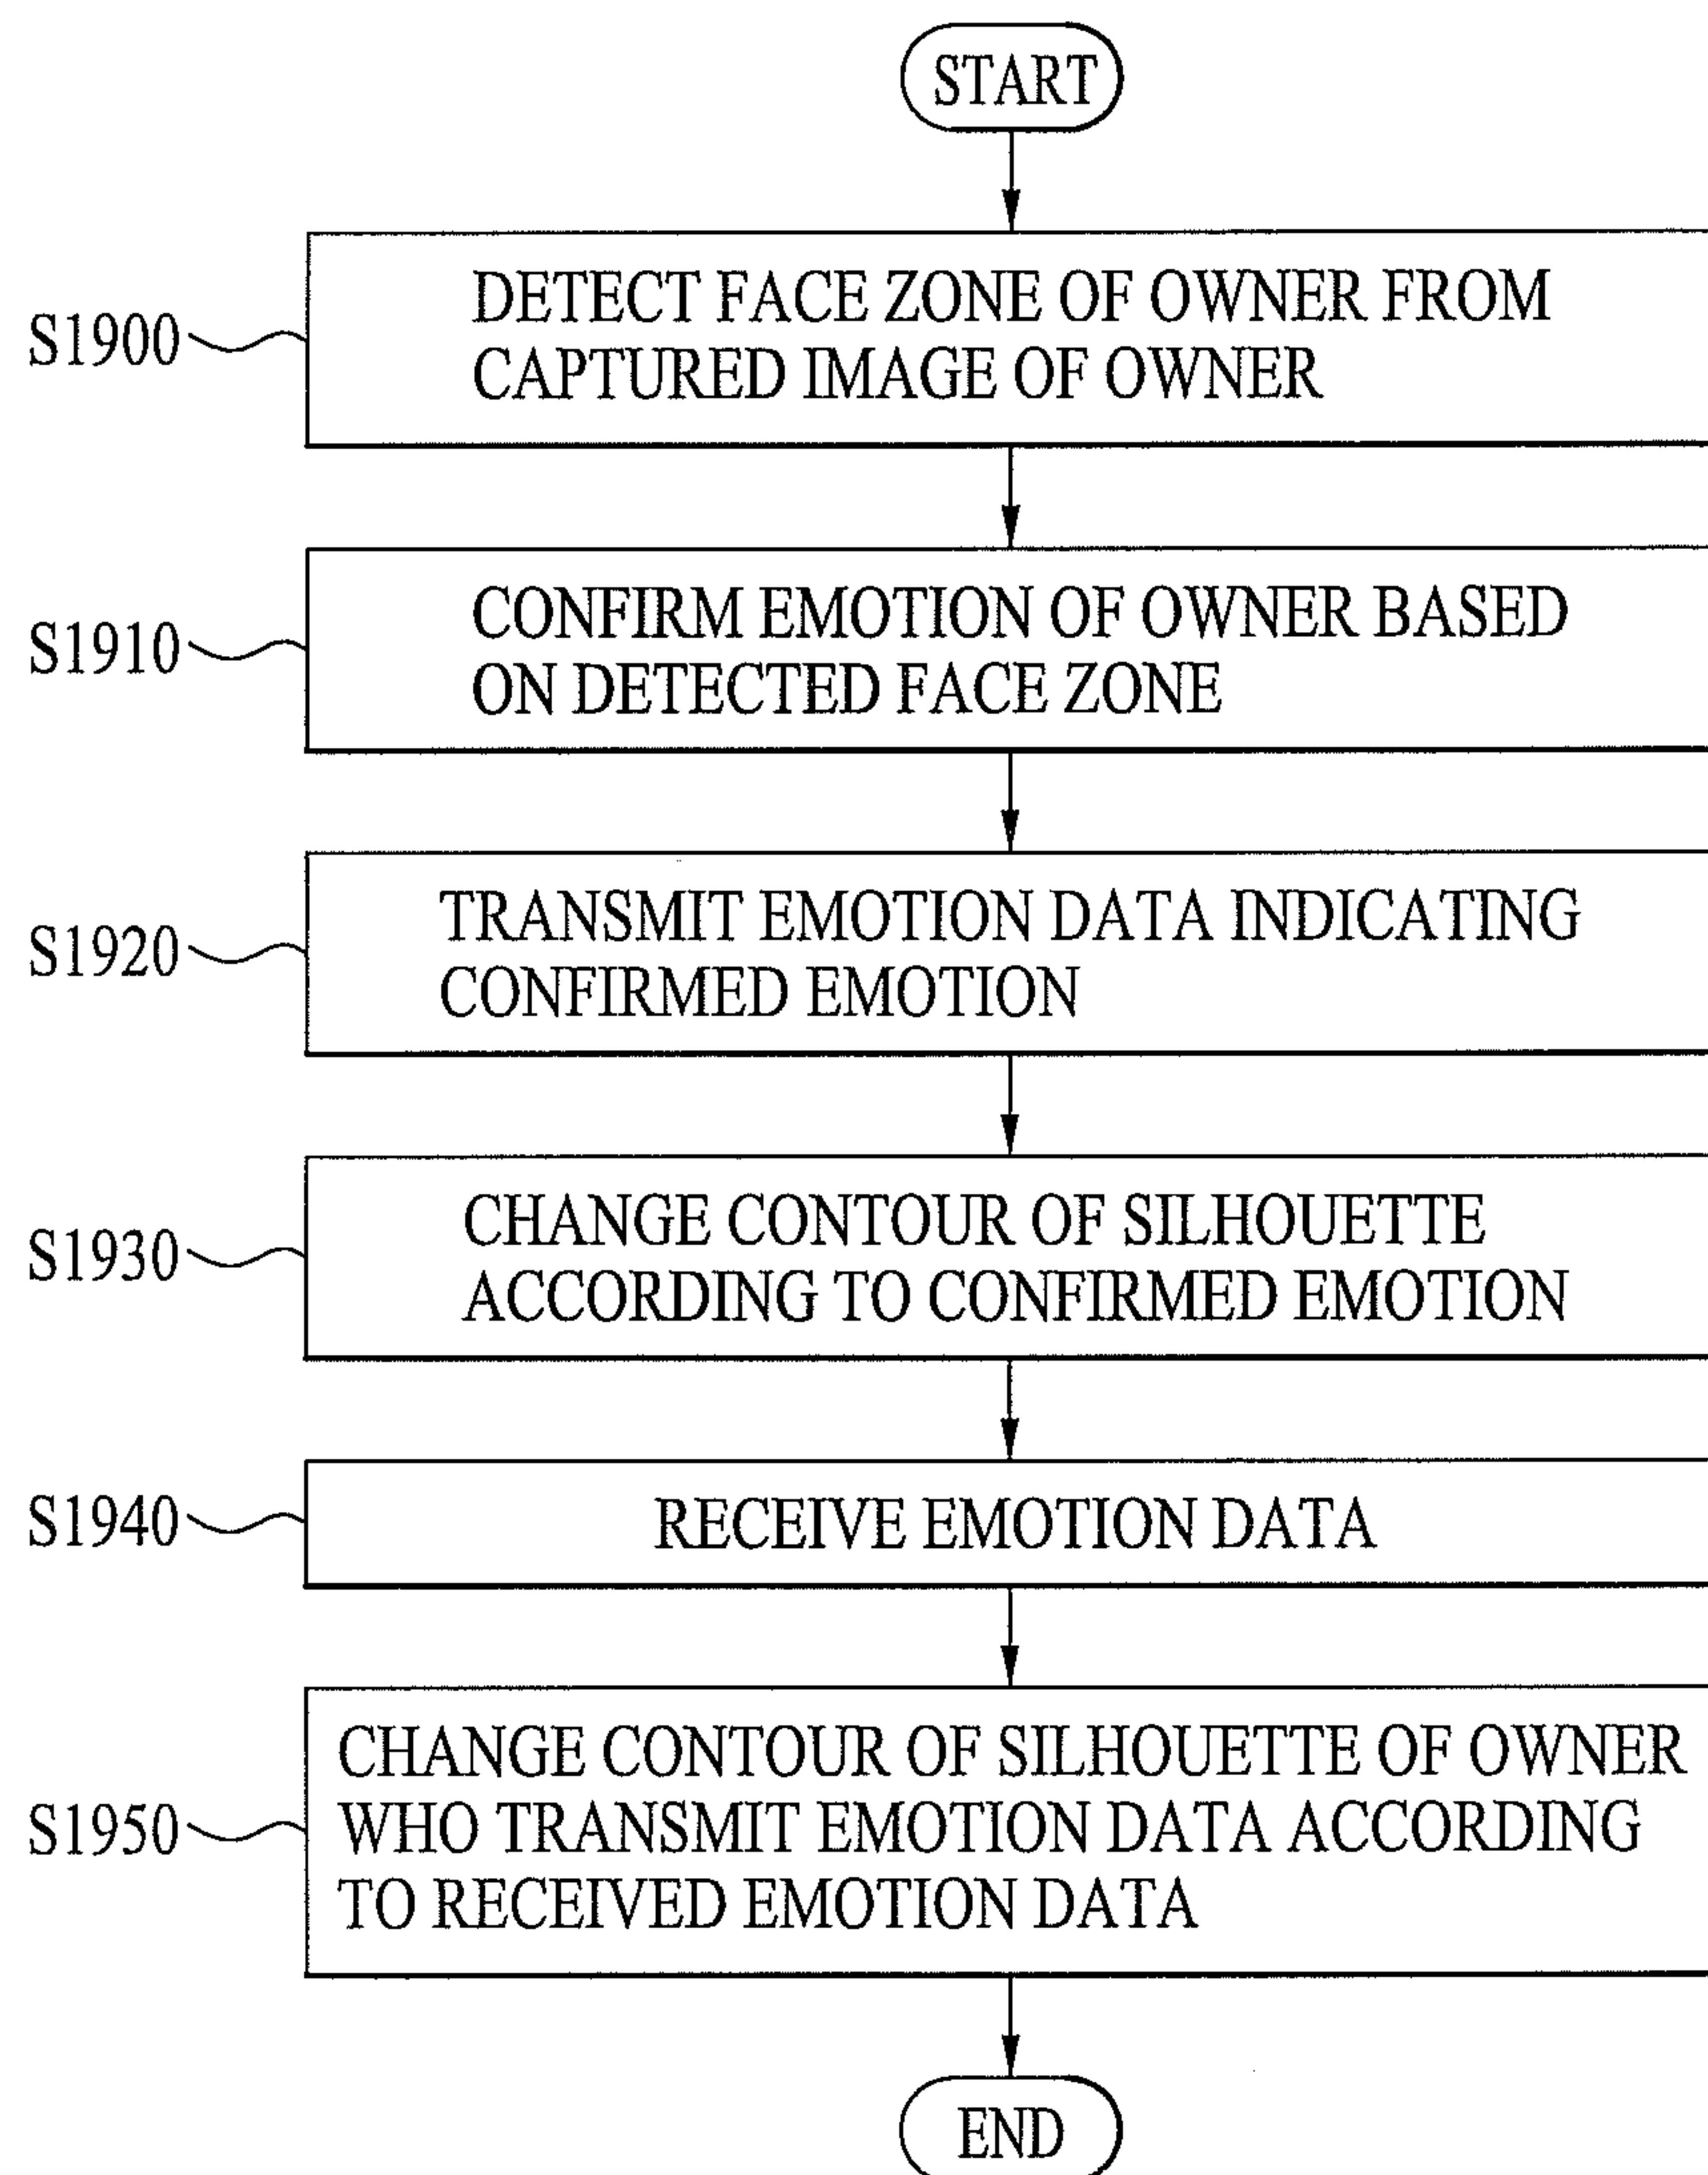 START
S1900
DETECT FACE ZONE OF OWNER FROM
CAPTURED IMAGE OF OWNER
S1910
CONFIRM EMOTION OF OWNER BASED
ON DETECTED FACE ZONE
S1920
TRANSMIT EMOTION DATA INDICATING
CONFIRMED EMOTION
S1930
CHANGE CONTOUR OF SILHOUETTE
ACCORDING TO CONFIRMED EMOTION
S1940
RECEIVE EMOTION DATA
S1950
CHANGE CONTOUR OF SILHOUETTE OF OWNER
WHO TRANSMIT EMOTION DATA ACCORDING
TO RECEIVED EMOTION DATA
END